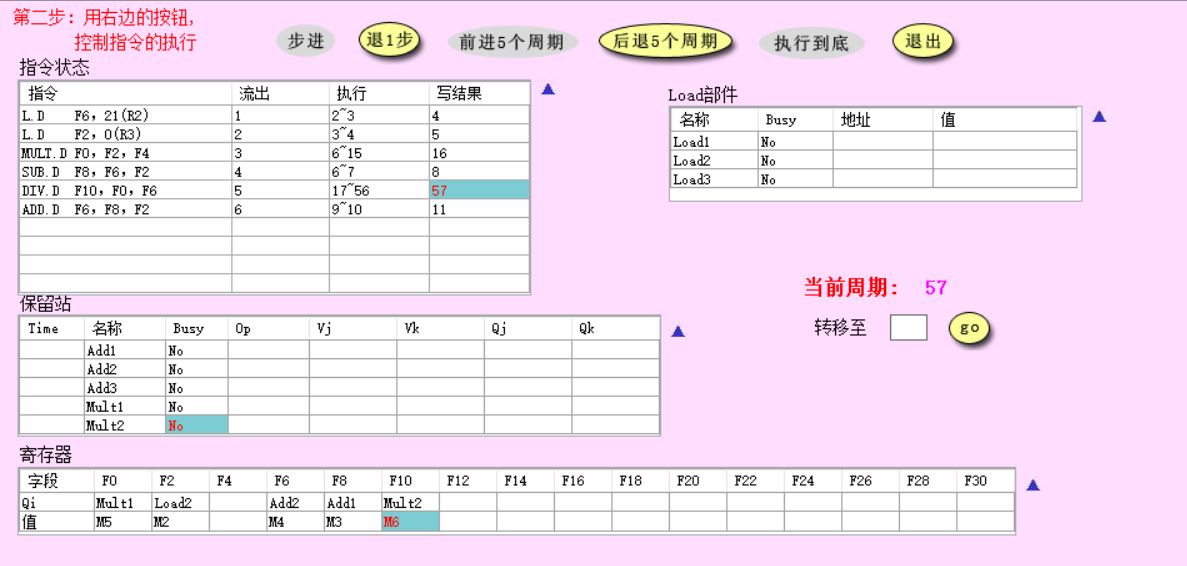 第二步：用右边的按钮，
控制指令的执行
步进 退1步 前进5个周期 后退5个周期 执行到底 退出
指令状态
指令 流出 执行 写结果
L.D F6，21(R2) 1 2~3 4
L.D F2，0(R3) 2 3~4 5
MULT.D F0，F2，F4 3 6~15 16
SUB.D F8，F6，F2 4 6~7 8
DIV.D F10，F0，F6 5 17~56 57
ADD.D F6，F8，F2 6 9~10 11
Load部件
名称 Busy 地址 值
Load1 No
Load2 No
Load3 No
当前周期： 57
转移至 go
保留站
Time 名称 Busy Op Vj Vk Qj Qk
Add1 No
Add2 No
Add3 No
Mult1 No
Mult2 No
寄存器
字段 F0 F2 F4 F6 F8 F10 F12 F14 F16 F18 F20 F22 F24 F26 F28 F30
Qi Mult1 Load2 Add2 Add1 Mult2
值 M5 M2 M4 M3 M6